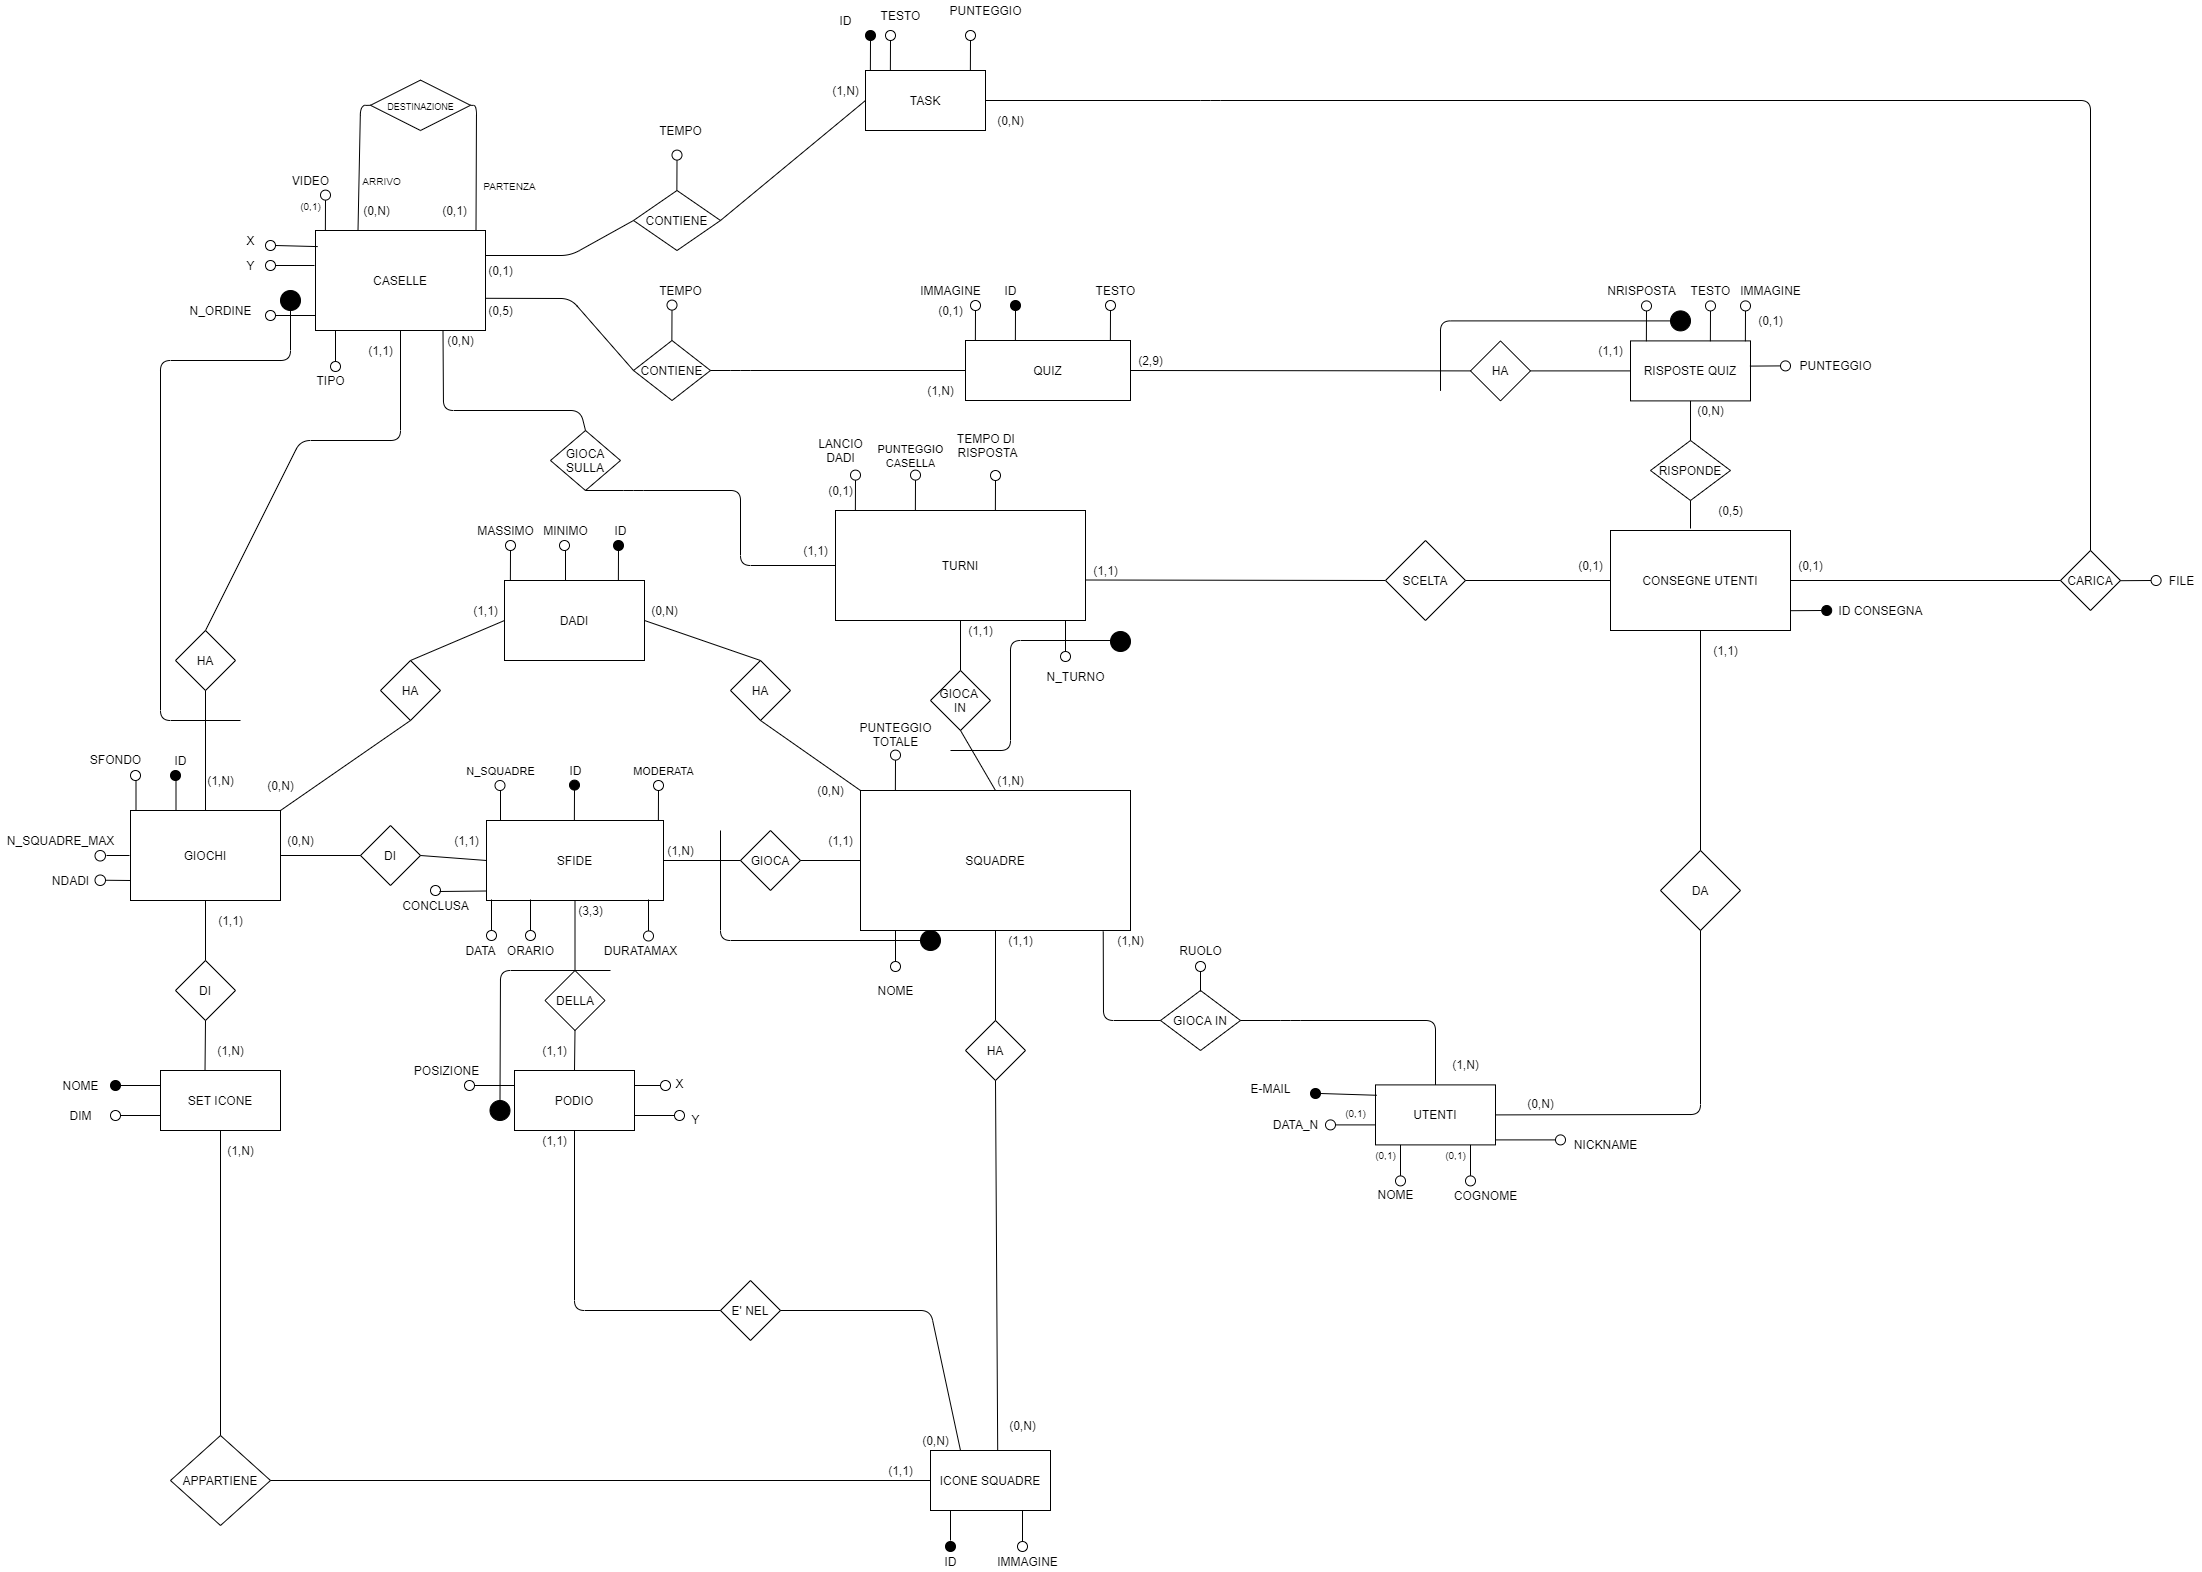 PUNTEGGIO
TESTO
ID
(1,N)
TASK
(0,N)
DESTINAZIONE
TEMPO
VIDEO
ARRIVO
PARTENZA
(0,1)
(0,N)
(0,1)
CONTIENE
X
Y
CASELLE
(0,1)
N_ORDINE
(0,5)
TEMPO
IMMAGINE
(0,1)
ID
TESTO
NRISPOSTA
TESTO
IMMAGINE
(0,1)
(1,1)
(0,N)
TIPO
CONTIENE
(1,N)
QUIZ
(2,9)
HA
(1,1)
RISPOSTE QUIZ
PUNTEGGIO
(0,N)
GIOCA
SULLA
LANCIO
DADI
(0,1)
PUNTEGGIO
CASELLA
TEMPO DI
RISPOSTA
RISPONDE
(0,5)
MASSIMO
MINIMO
ID
(1,1)
TURNI
(1,1)
SCELTA
(0,1)
CONSEGNE UTENTI
(0,1)
CARICA
FILE
ID CONSEGNA
(1,1)
DADI
(0,N)
(1,1)
(1,1)
HA
HA
HA
GIOCA
IN
N_TURNO
PUNTEGGIO
TOTALE
SFONDO
ID
(1,N)
(0,N)
N_SQUADRE
ID
MODERATA
(0,N)
(1,N)
N_SQUADRE_MAX
NDADI
GIOCHI
(0,N)
DI
(1,1)
SFIDE
(1,N)
GIOCA
(1,1)
SQUADRE
DA
CONCLUSA
(1,1)
(3,3)
DATA
ORARIO
DURATAMAX
(1,1)
(1,N)
NOME
RUOLO
DI
DELLA
GIOCA IN
(1,N)
(1,1)
HA
(1,N)
NOME
DIM
SET ICONE
POSIZIONE
PODIO
X
Y
E-MAIL
DATA_N
(0,1)
UTENTI
(0,N)
NICKNAME
(1,N)
(1,1)
(0,1)
(0,1)
NOME
COGNOME
E' NEL
(0,N)
(0,N)
APPARTIENE
(1,1)
ICONE SQUADRE
ID
IMMAGINE